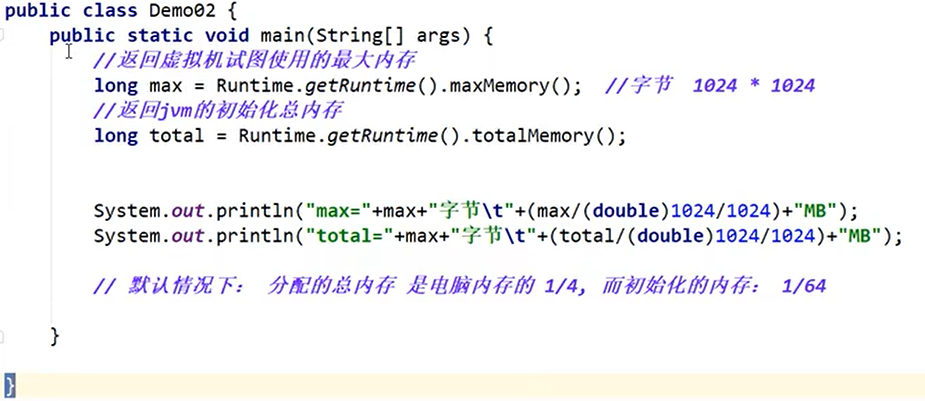 public class Demo02 {
public static void main(String[] args) {
//返回虚拟机试图使用的最大内存
long max = Runtime.getRuntime().maxMemory();  //字节  1024 * 1024
//返回jvm的初始化总内存
long total = Runtime.getRuntime().totalMemory();
System.out.println("max="+max+"字节\t"+(max/(double)1024/1024)+"MB");
System.out.println("total="+max+"字节\t"+(total/(double)1024/1024)+"MB");
// 默认情况下： 分配的总内存 是电脑内存的 1/4, 而初始化的内存： 1/64
}
}